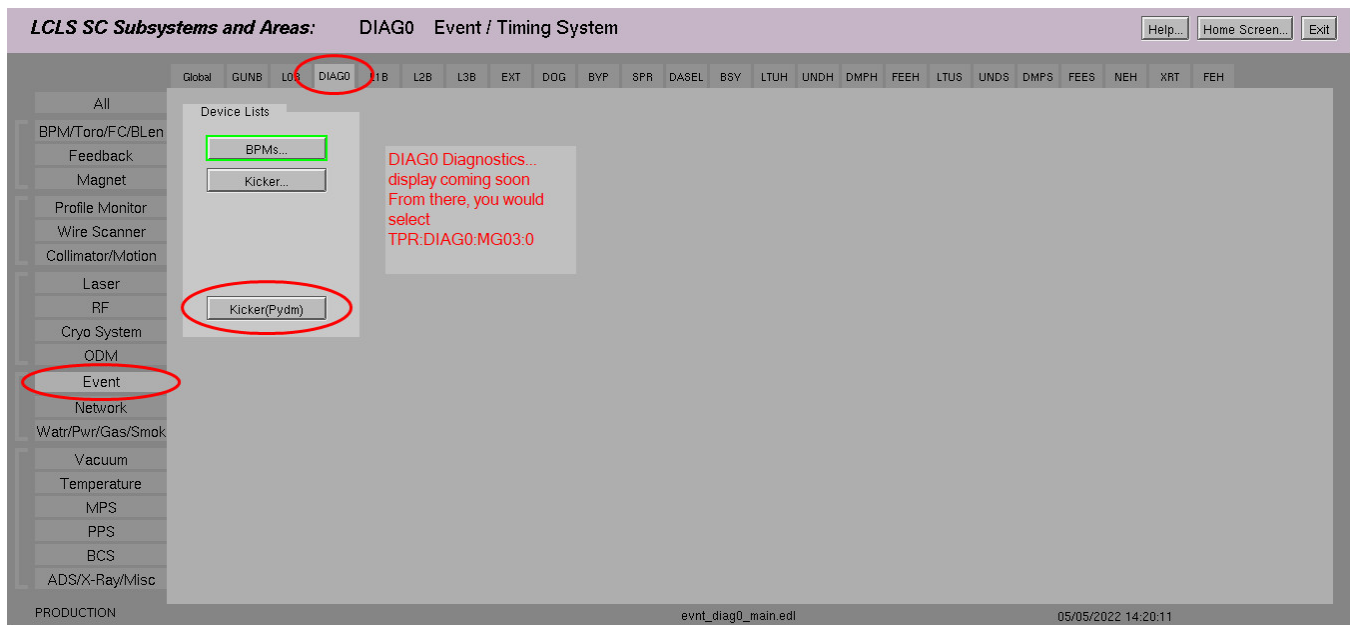 LCLS SC Subsystems and Areas: DIAG0 Event / Timing System
Help... Home Screen... Exit
Global GUNB L0B DIAG0 L1B L2B L3B EXT DOG BYP SPR DASEL BSY LTUH UNDH DMPH FEEH LTUS UNDS DMPS FEES NEH XRT FEH
All
BPM/Toro/FC/BLen
Feedback
Magnet
Profile Monitor
Wire Scanner
Collimator/Motion
Laser
RF
Cryo System
ODM
Event
Network
Watr/Pwr/Gas/Smok
Vacuum
Temperature
MPS
PPS
BCS
ADS/X-Ray/Misc
Device Lists
BPMs...
Kicker...
Kicker(Pydm)
DIAG0 Diagnostics...
display coming soon
From there, you would
select
TPR:DIAG0:MG03:0
PRODUCTION evnt_diag0_main.edl 05/05/2022 14:20:11